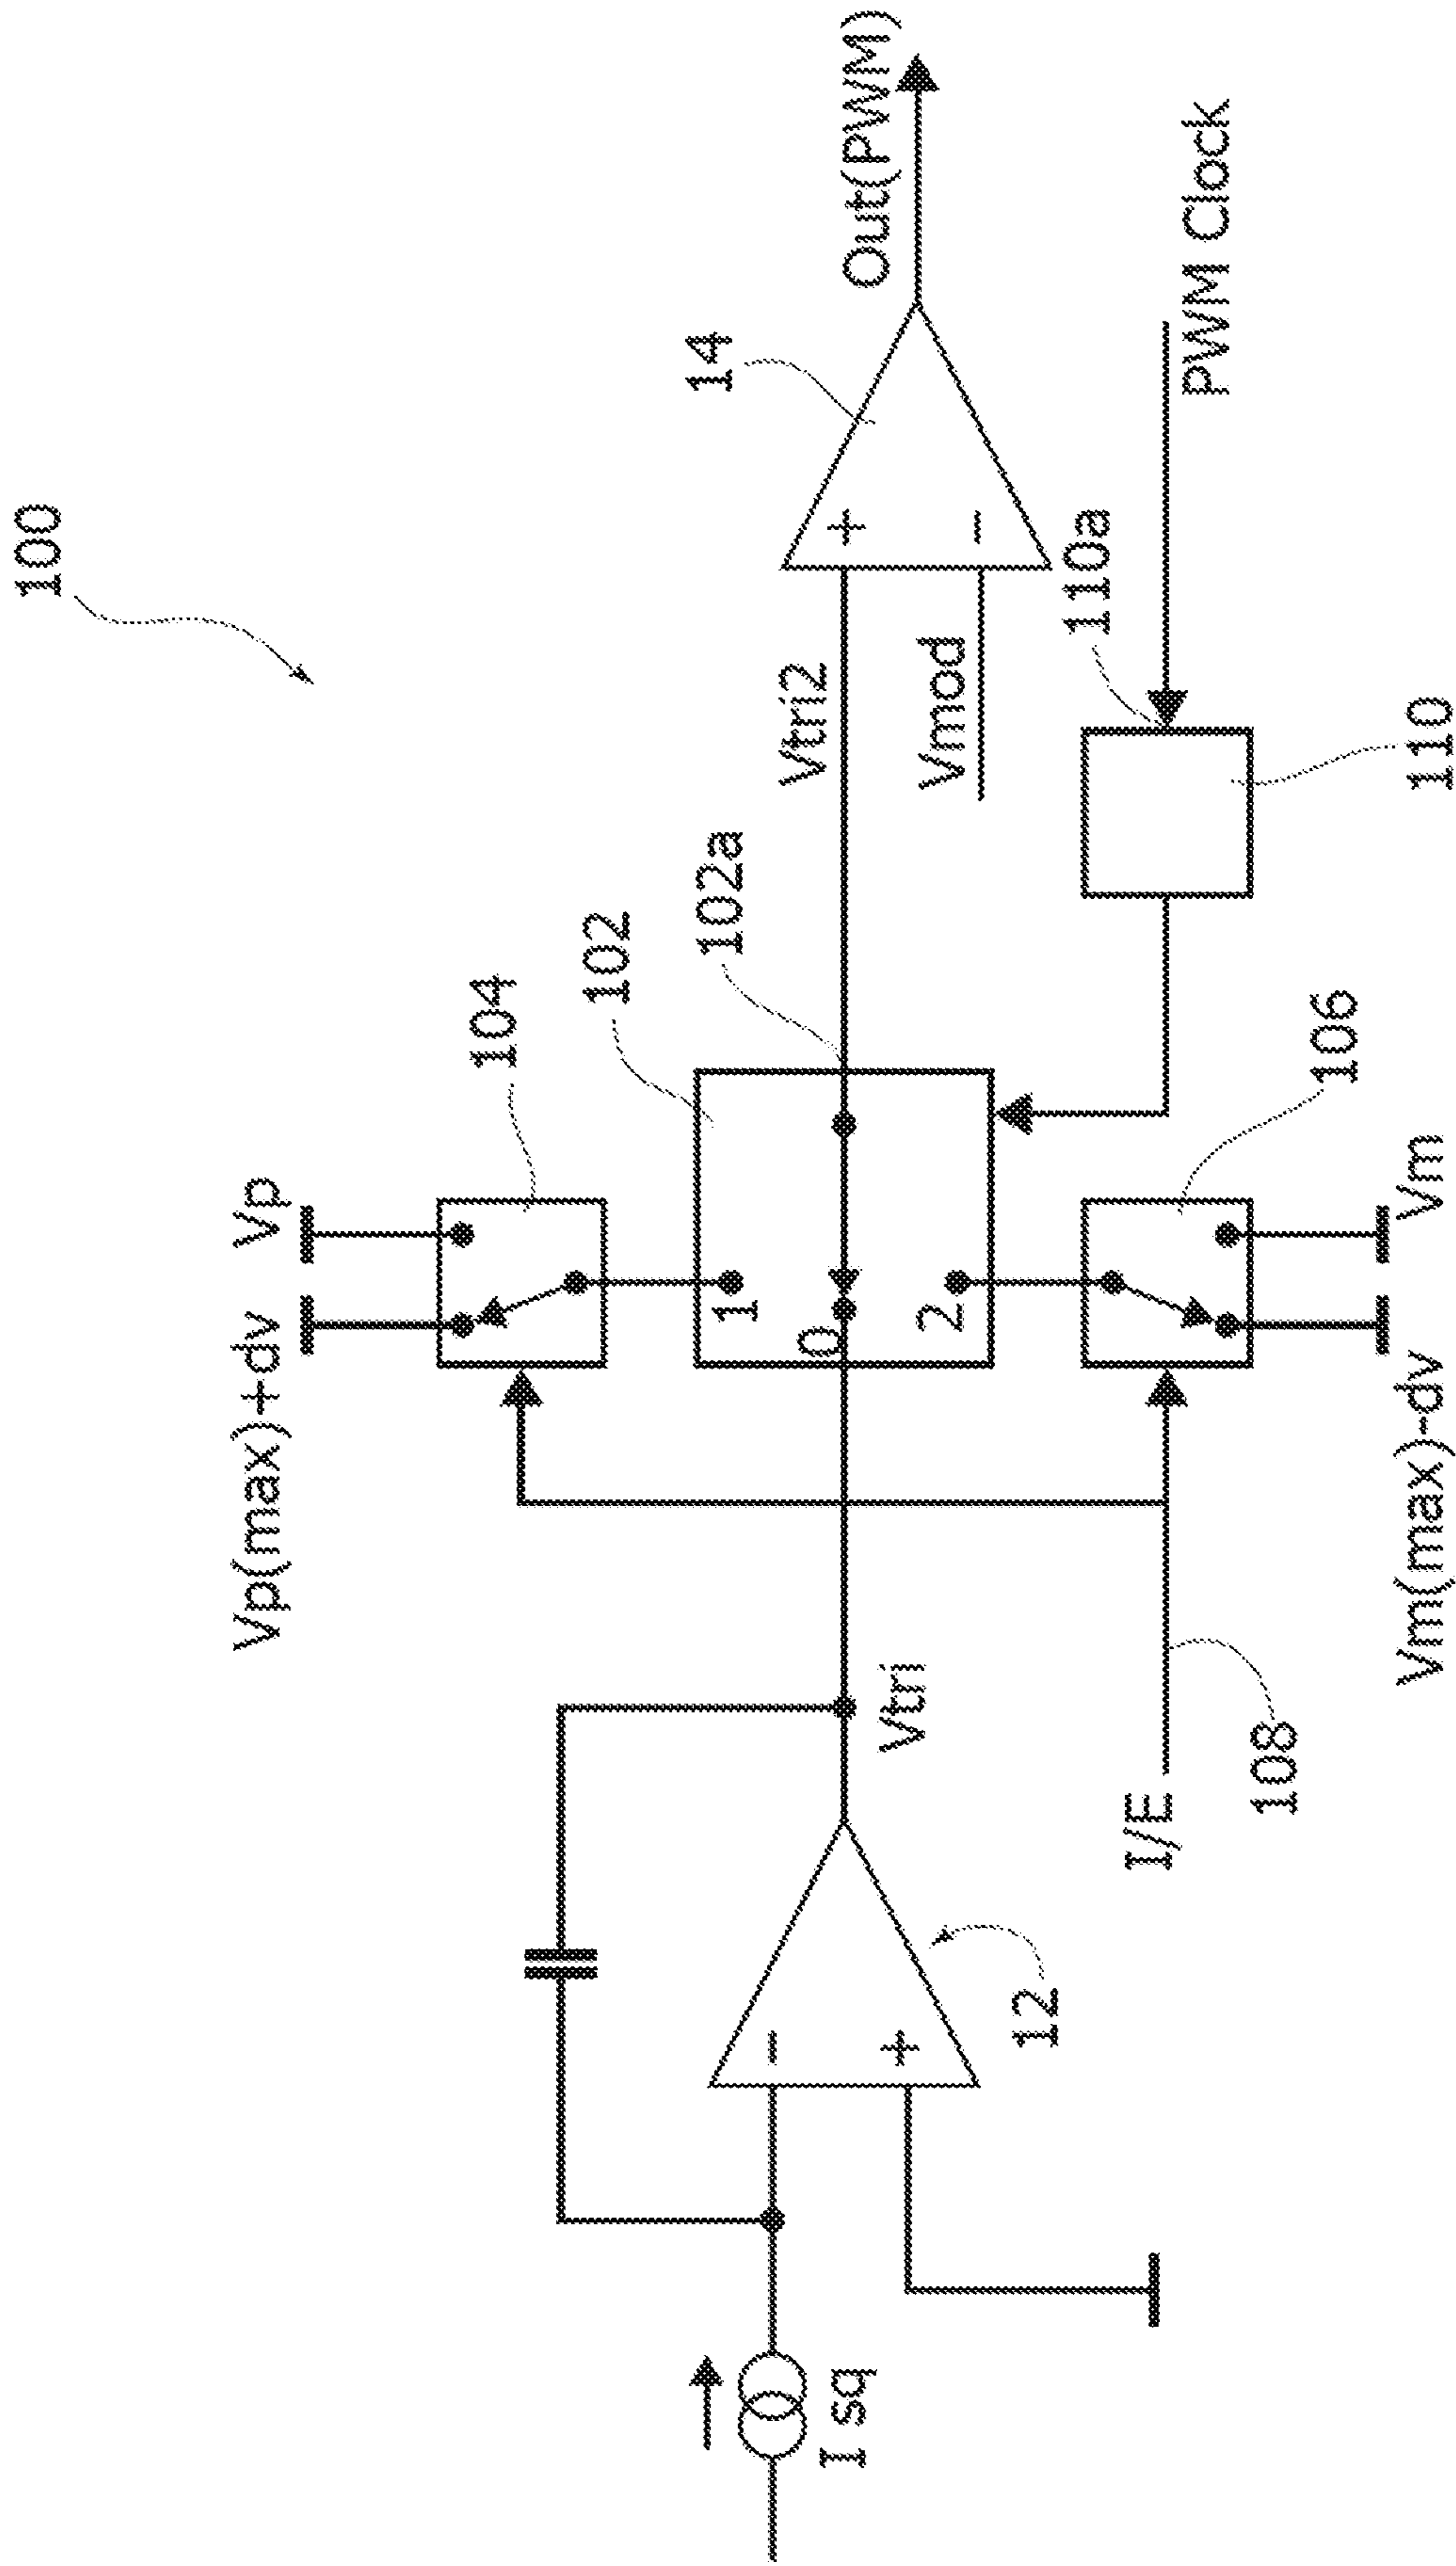 100
Vp(max)+dv
Vp
104
102
102a
14
Out(PWM)
1
0
2
Vtri2
+
-
Vmod
I sq
-
+
12
Vtri
I/E
108
106
110a
PWM Clock
110
Vm(max)-dv
Vm